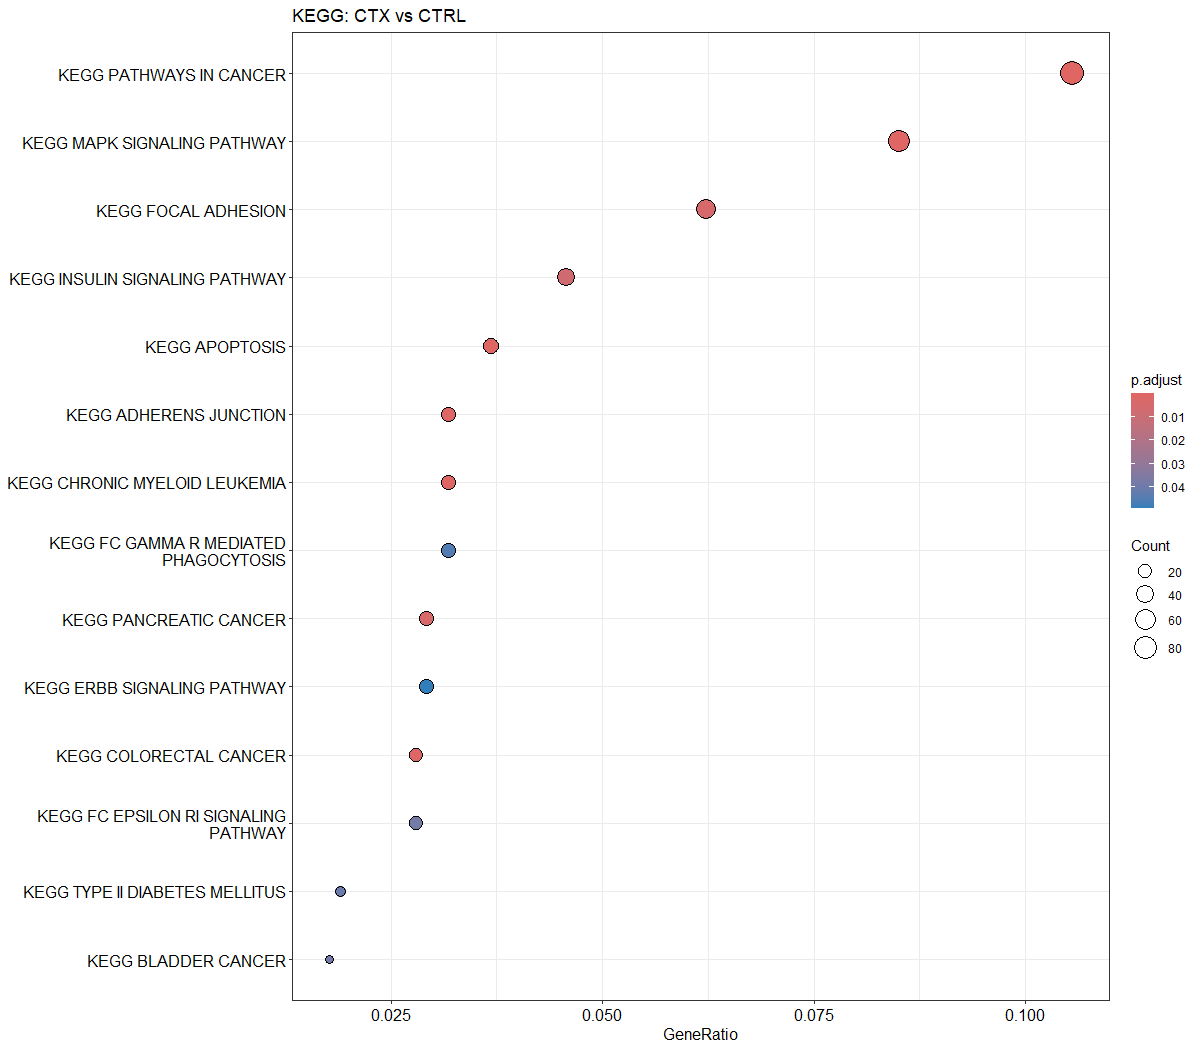 KEGG: CTX vs CTRL
KEGG PATHWAYS IN CANCER
KEGG MAPK SIGNALING PATHWAY
KEGG FOCAL ADHESION
KEGG INSULIN SIGNALING PATHWAY
KEGG APOPTOSIS
KEGG ADHERENS JUNCTION
KEGG CHRONIC MYELOID LEUKEMIA
KEGG FC GAMMA R MEDIATED
PHAGOCYTOSIS
KEGG PANCREATIC CANCER
KEGG ERBB SIGNALING PATHWAY
KEGG COLORECTAL CANCER
KEGG FC EPSILON RI SIGNALING
PATHWAY
KEGG TYPE II DIABETES MELLITUS
KEGG BLADDER CANCER
0.025 0.050 0.075 0.100
GeneRatio
p.adjust
0.01
0.02
0.03
0.04
Count
20
40
60
80